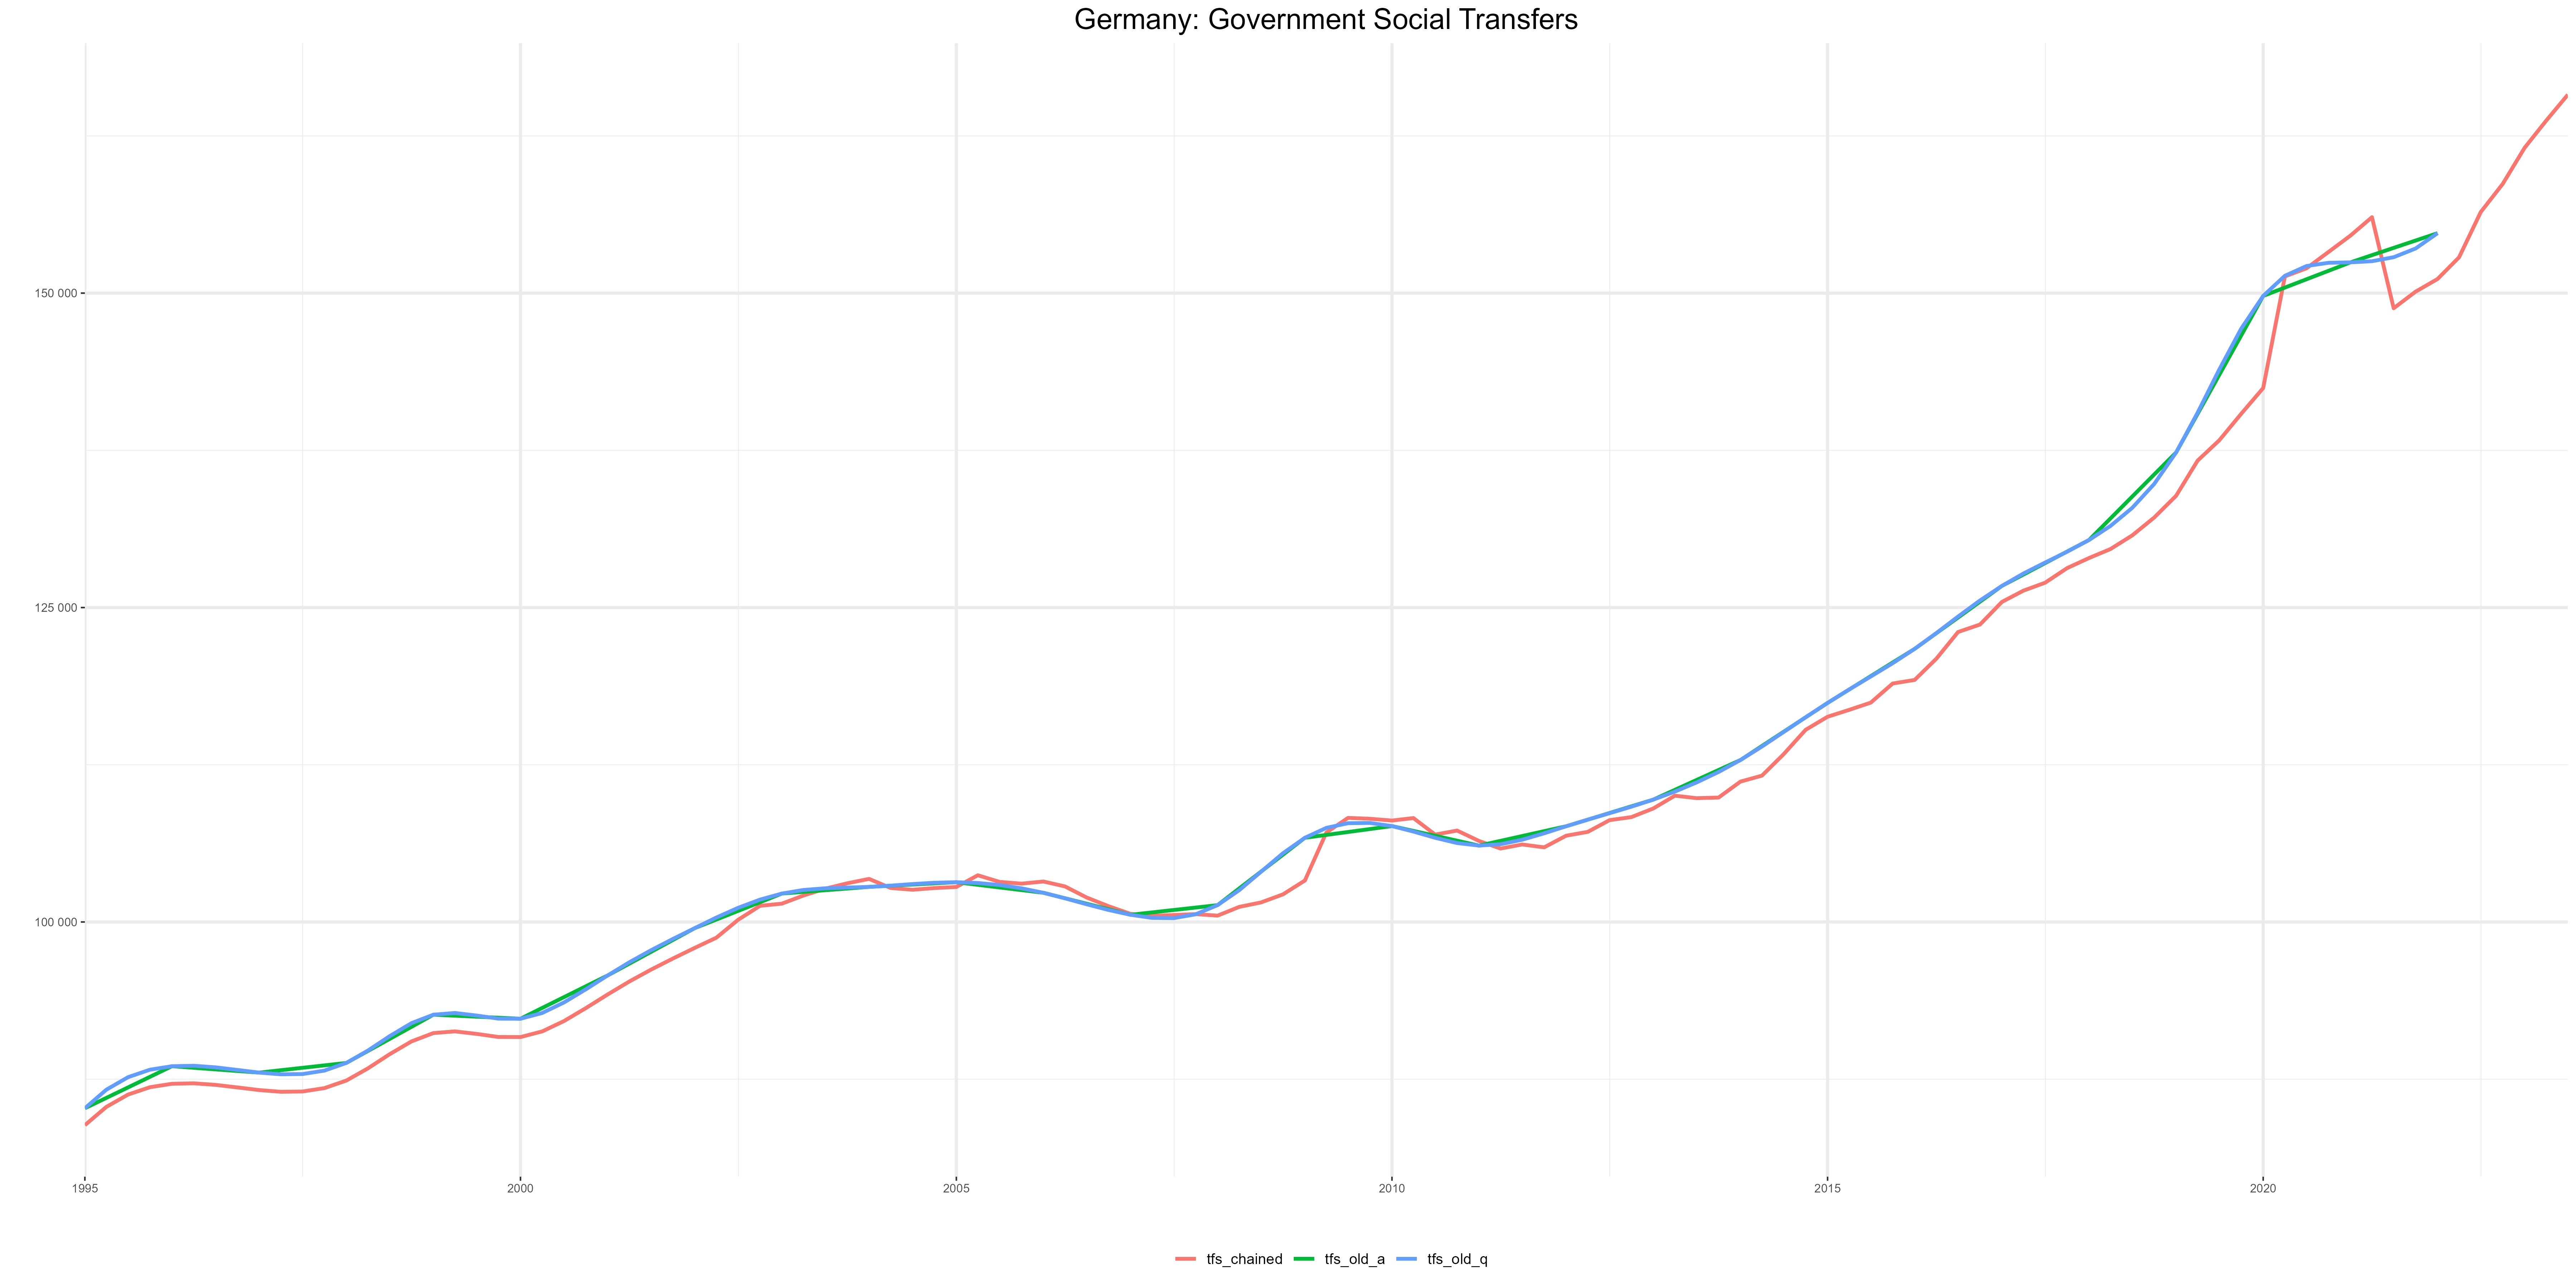 Germany: Government Social Transfers
150 000
125 000
100 000
1995 2000 2005 2010 2015 2020
tfs_chained tfs_old_a tfs_old_q